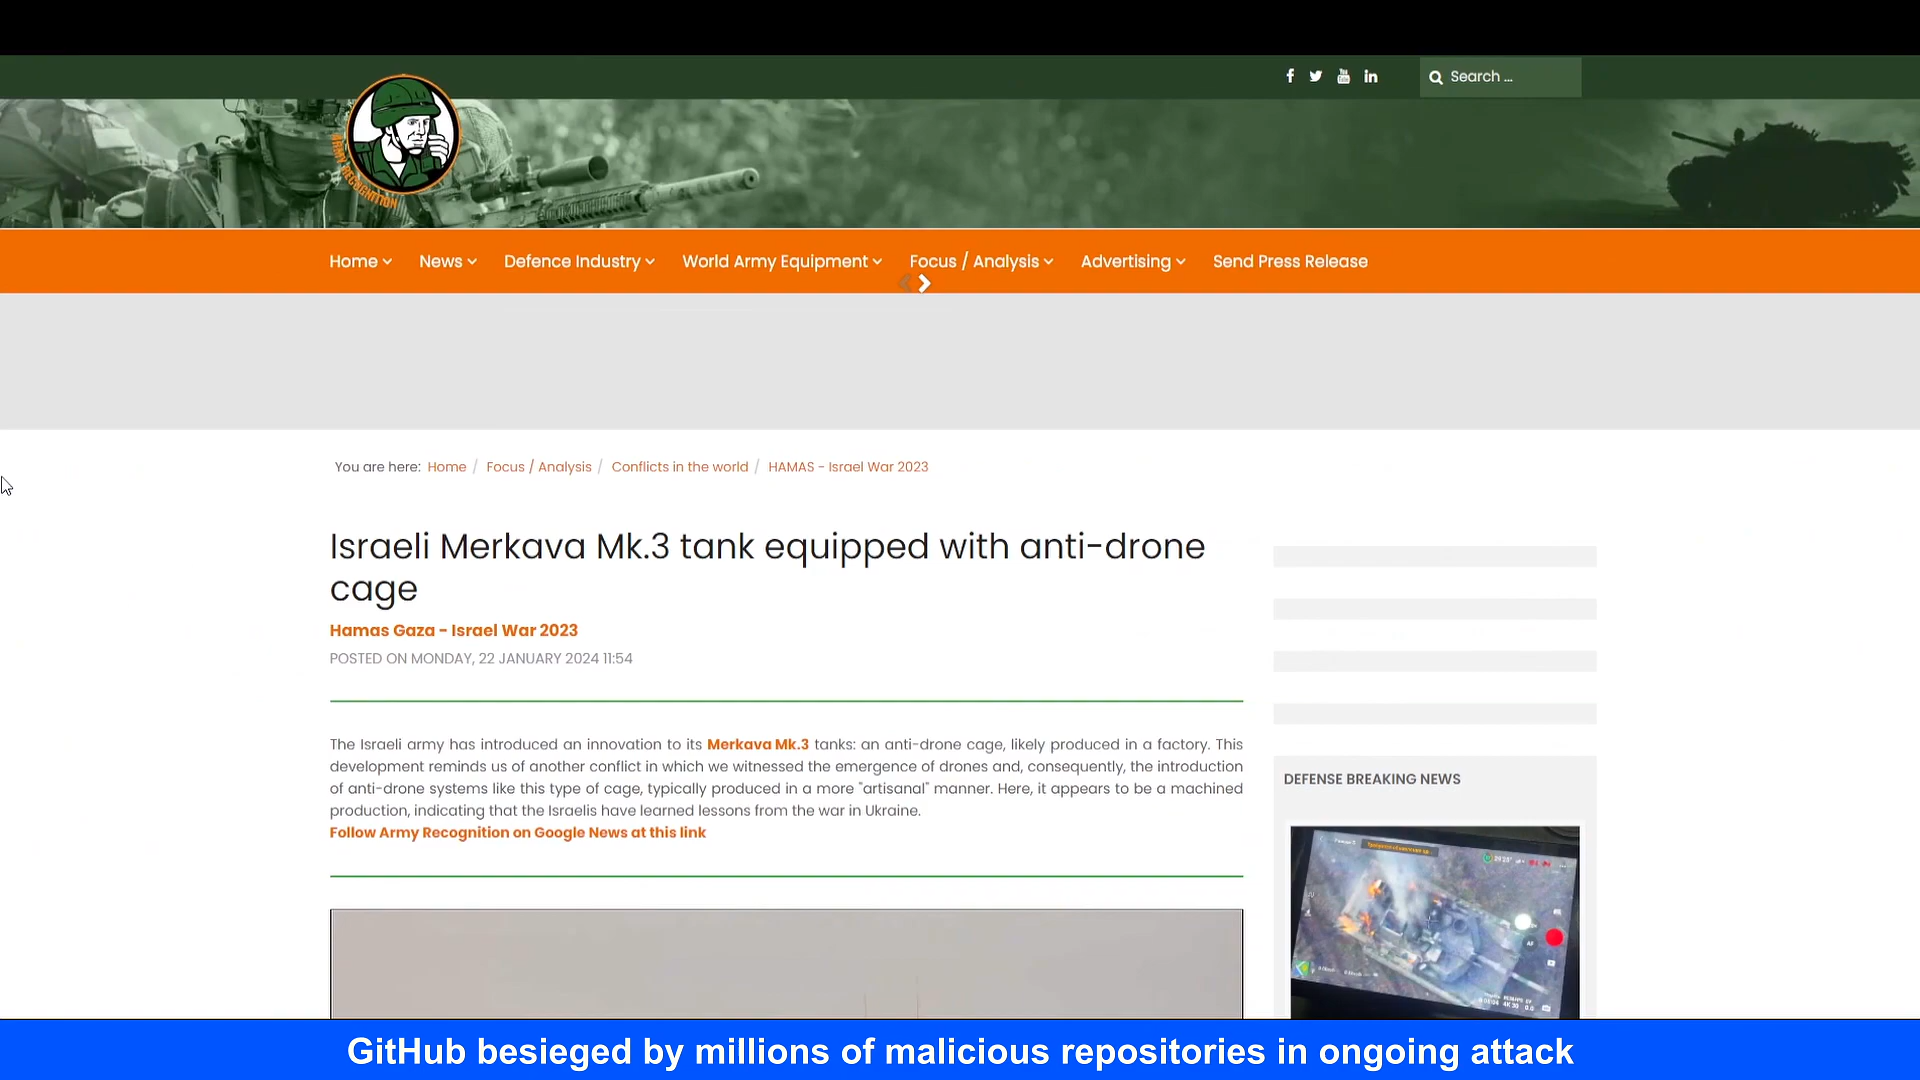 Search ...
ARMY RECOGNITION
Home News Defence Industry World Army Equipment Focus / Analysis Advertising Send Press Release
You are here: Home / Focus / Analysis / Conflicts in the world / HAMAS - Israel War 2023
Israeli Merkava Mk.3 tank equipped with anti-drone
cage
Hamas Gaza - Israel War 2023
POSTED ON MONDAY, 22 JANUARY 2024 11:54
The Israeli army has introduced an innovation to its Merkava Mk.3 tanks: an anti-drone cage, likely produced in a factory. This
development reminds us of another conflict in which we witnessed the emergence of drones and, consequently, the introduction
of anti-drone systems like this type of cage, typically produced in a more "artisanal" manner. Here, it appears to be a machined
production, indicating that the Israelis have learned lessons from the war in Ukraine.
Follow Army Recognition on Google News at this link
DEFENSE BREAKING NEWS
GitHub besieged by millions of malicious repositories in ongoing attack